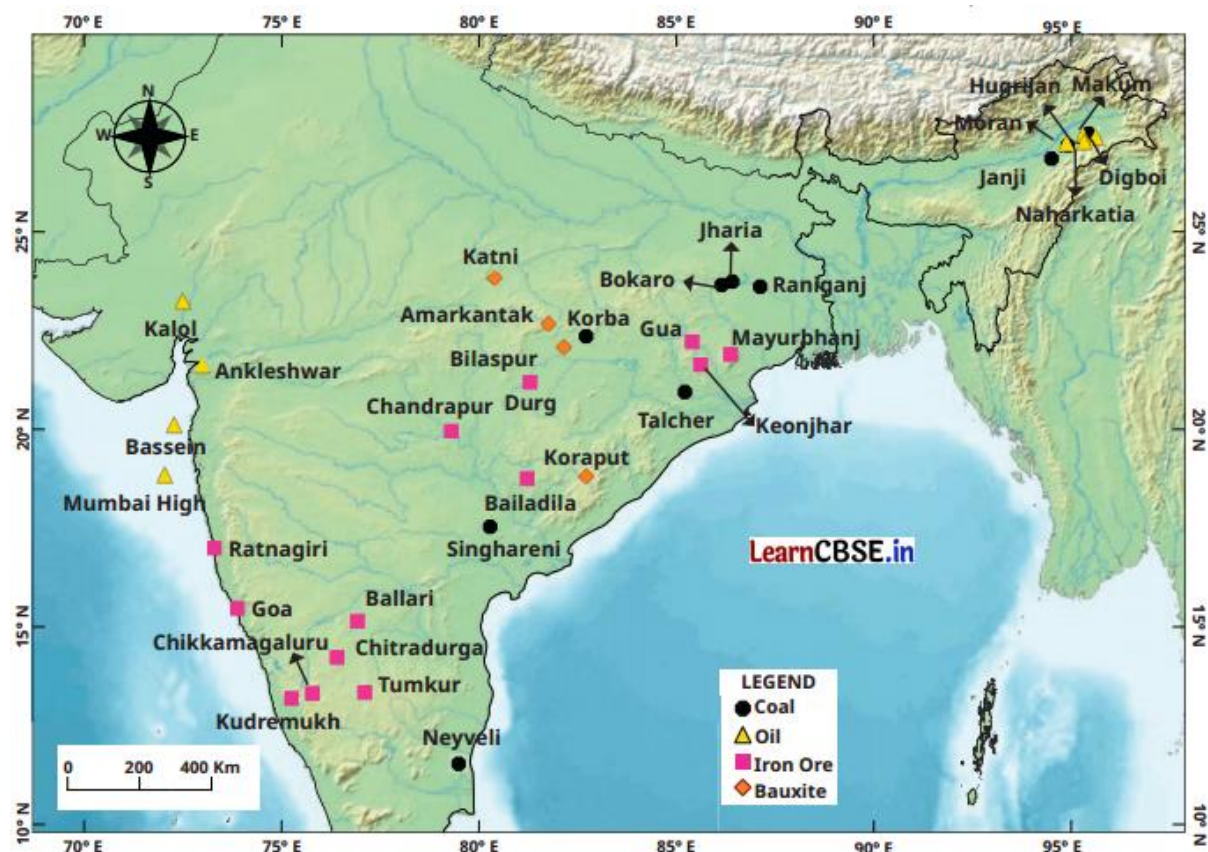 70° E 75° E 80° E 85° E 90° E 95° E
N
W E
S
Hugrijan Makum
Moran
Janji Digboi
Naharkatia
25° N 25° N
Jharia
Katni
Bokaro Raniganj
Amarkantak Korba
Kalol Gua Mayurbhanj
Bilaspur
Ankleshwar
Durg
Chandrapur Talcher Keonjhar
20° N 20° N
Bassein Koraput
Mumbai High Bailadila
Ratnagiri Singhareni
LearnCBSE.in
Goa Ballari
15° N 15° N
Chikkamagaluru Chitradurga
Tumkur
Kudremukh
Neyveli
LEGEND
Coal
Oil
Iron Ore
Bauxite
0 200 400 Km
10° N 10° N
70° E 75° E 80° E 85° E 90° E 95° E